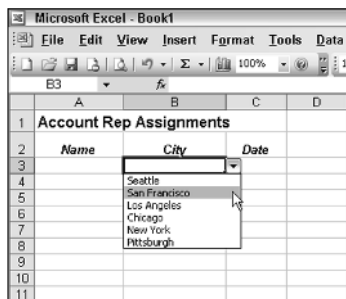 Microsoft Excel - Book1
File Edit View Insert Format Tools Data
Σ 100%
B3 fx
A B C D
1 Account Rep Assignments
2 Name City Date
3
4 Seattle
5 San Francisco
6 Los Angeles
Chicago
7 New York
8 Pittsburgh
9
10
11